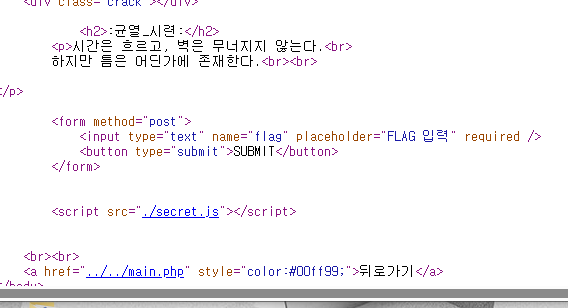 <div class="crack"></div>
<h2>:균열_시련:</h2>
<p>시간은 흐르고, 벽은 무너지지 않는다.<br>
하지만 틈은 어딘가에 존재한다.<br><br>
</p>
<form method="post">
<input type="text" name="flag" placeholder="FLAG 입력" required />
<button type="submit">SUBMIT</button>
</form>
<script src="./secret.js"></script>
<br><br>
<a href="../../main.php" style="color:#00ff99;">뒤로가기</a>
</body>